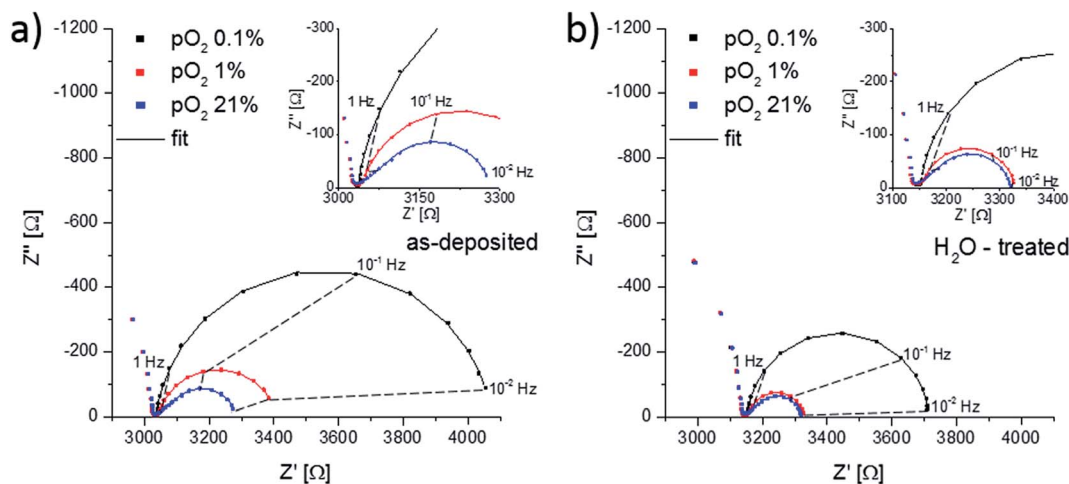 a)
pO2 0.1%
pO2 1%
pO2 21%
fit
-1200
-1000
-800
-600
-400
-200
0
Z'' [Ω]
3000 3200 3400 3600 3800 4000
Z' [Ω]
-300
-200
-100
0
Z'' [Ω]
3000 3150 3300
Z' [Ω]
1 Hz
10-1 Hz
10-2 Hz
as-deposited
1 Hz
10-1 Hz
10-2 Hz
b)
pO2 0.1%
pO2 1%
pO2 21%
fit
-1200
-1000
-800
-600
-400
-200
0
Z'' [Ω]
3000 3200 3400 3600 3800 4000
Z' [Ω]
-300
-200
-100
0
Z'' [Ω]
3100 3200 3300 3400
Z' [Ω]
1 Hz
10-1 Hz
10-2 Hz
H2O - treated
1 Hz
10-1 Hz
10-2 Hz